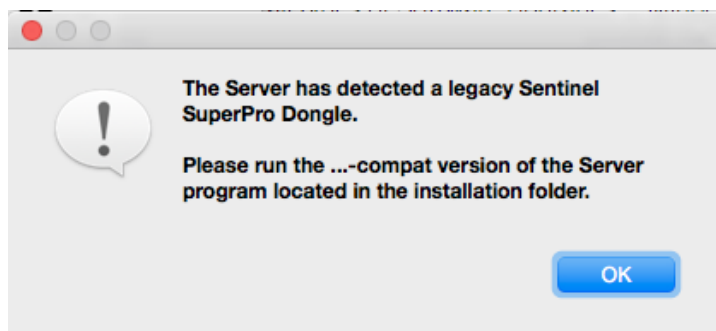 The Server has detected a legacy Sentinel
SuperPro Dongle.
Please run the ...-compat version of the Server
program located in the installation folder.
OK